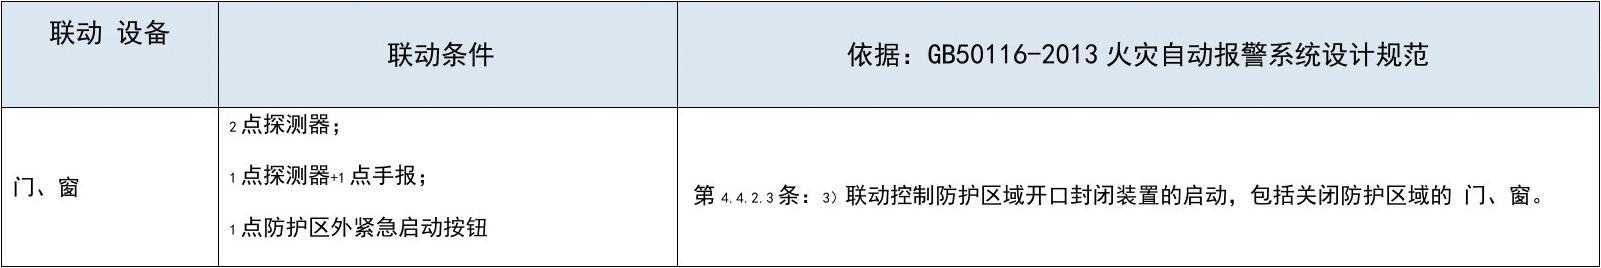 联动 设备
联动条件
依据：GB50116-2013 火灾自动报警系统设计规范
门、窗
2 点探测器；
1 点探测器+1 点手报；
1 点防护区外紧急启动按钮
第 4.4.2.3 条：3）联动控制防护区域开口封闭装置的启动，包括关闭防护区域的 门、窗。